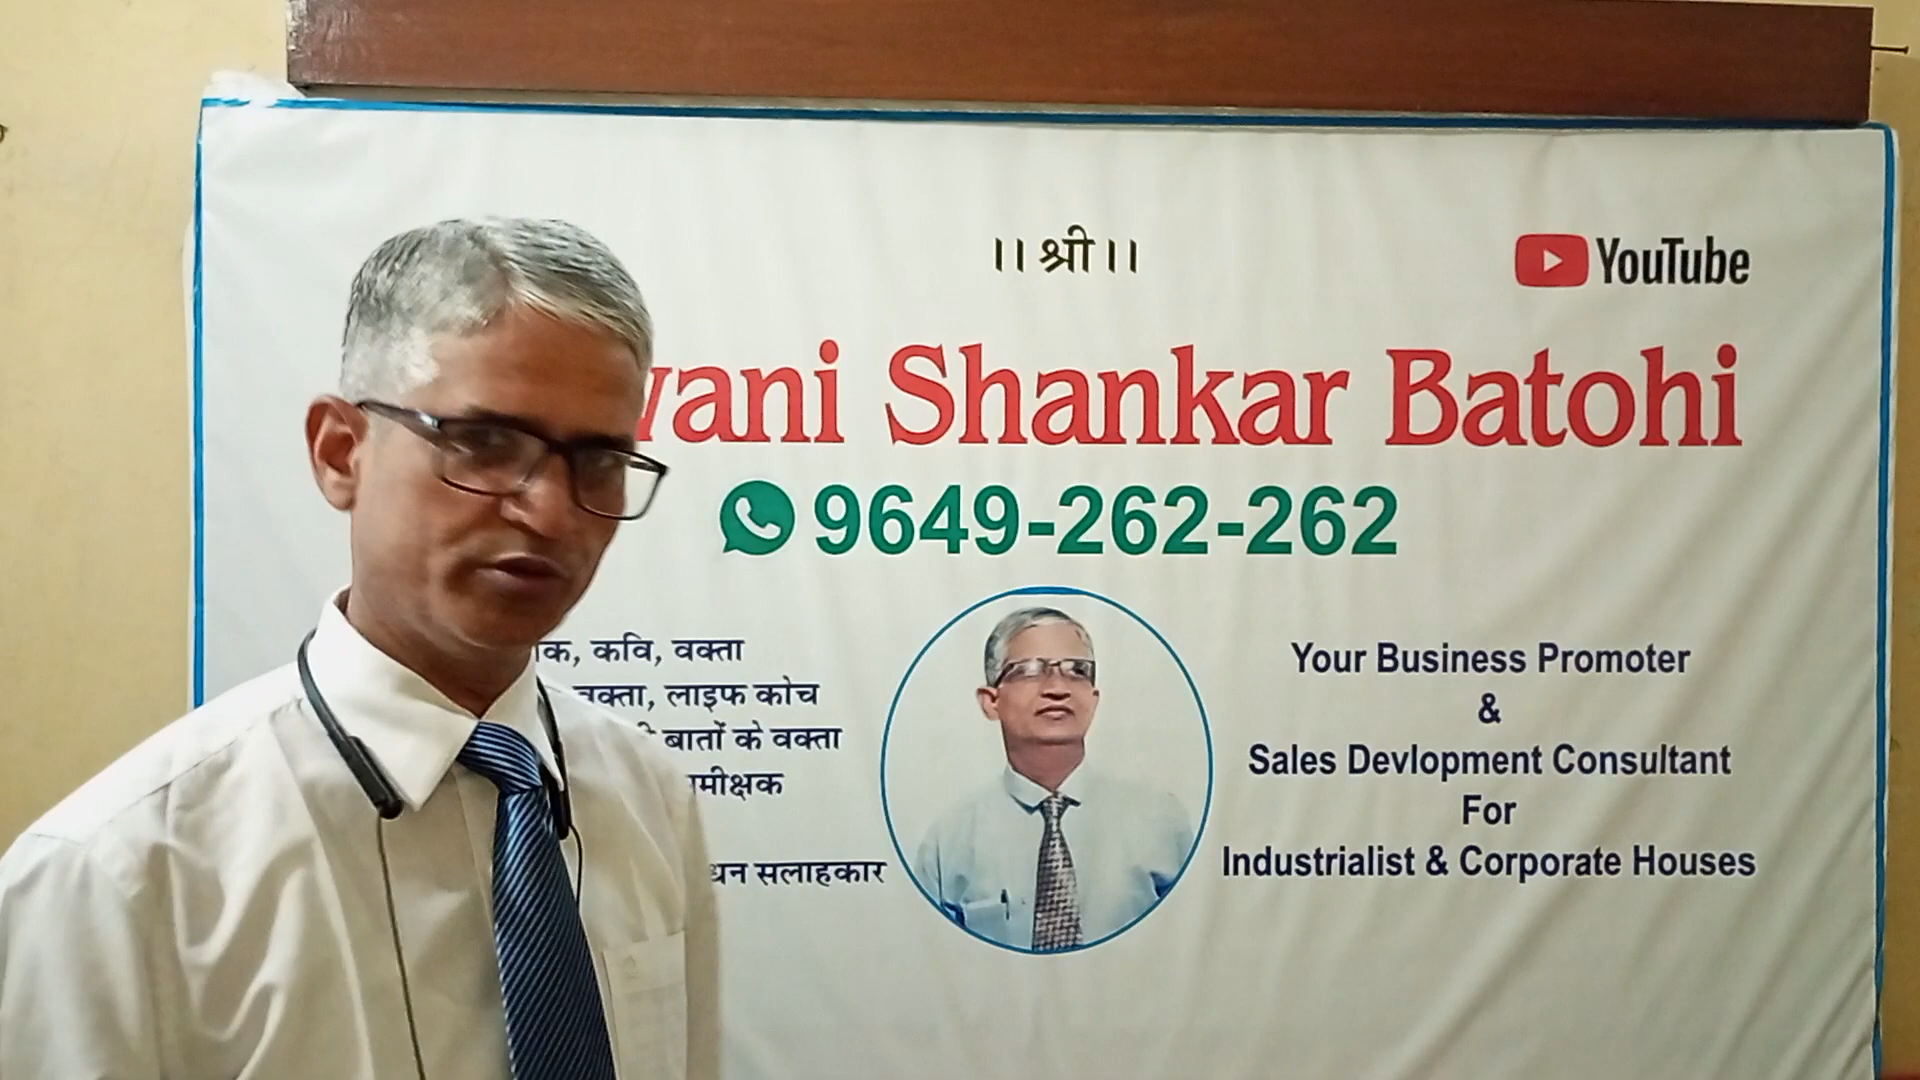 ।। श्री ।।
YouTube
vani Shankar Batohi
9649-262-262
क, कवि, वक्ता
वक्ता, लाइफ कोच
बातों के वक्ता
मीक्षक
धन सलाहकार
Your Business Promoter
&
Sales Devlopment Consultant
For
Industrialist & Corporate Houses